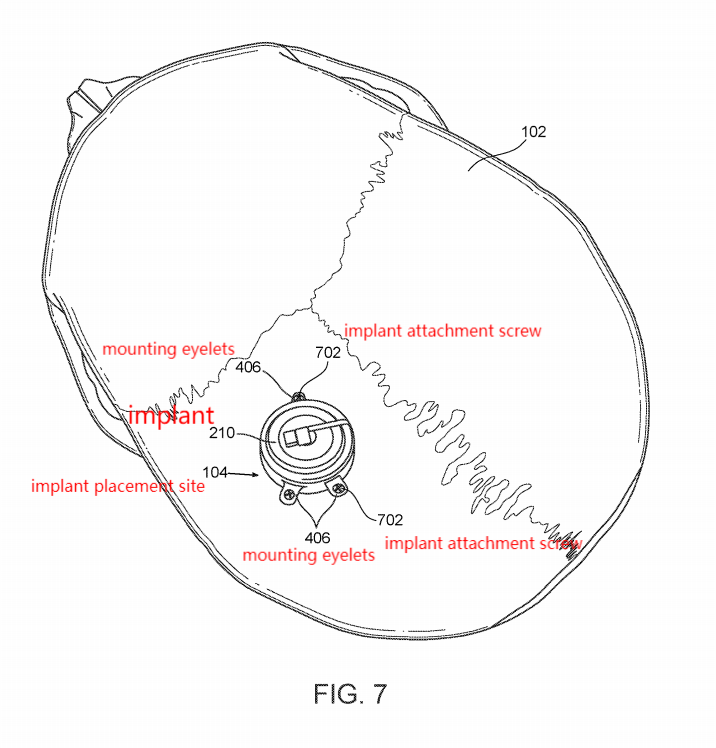 102
implant attachment screw
mounting eyelets
702
406
implant
210
104
implant placement site
702
406
implant attachment screw
mounting eyelets
FIG. 7